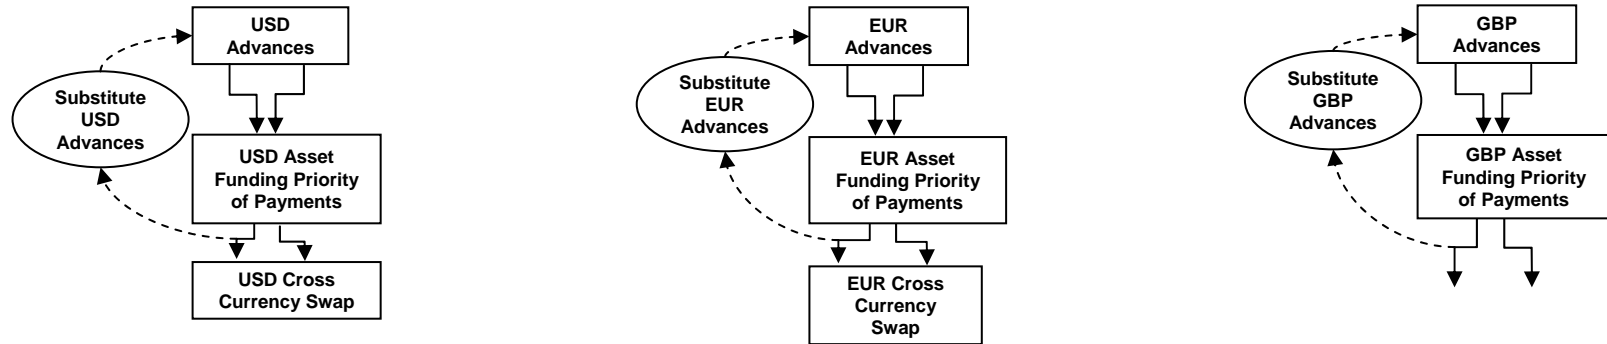 USD
Advances
Substitute
USD
Advances
USD Asset
Funding Priority
of Payments
USD Cross
Currency Swap
EUR
Advances
Substitute
EUR
Advances
EUR Asset
Funding Priority
of Payments
EUR Cross
Currency
Swap
GBP
Advances
Substitute
GBP
Advances
GBP Asset
Funding Priority
of Payments